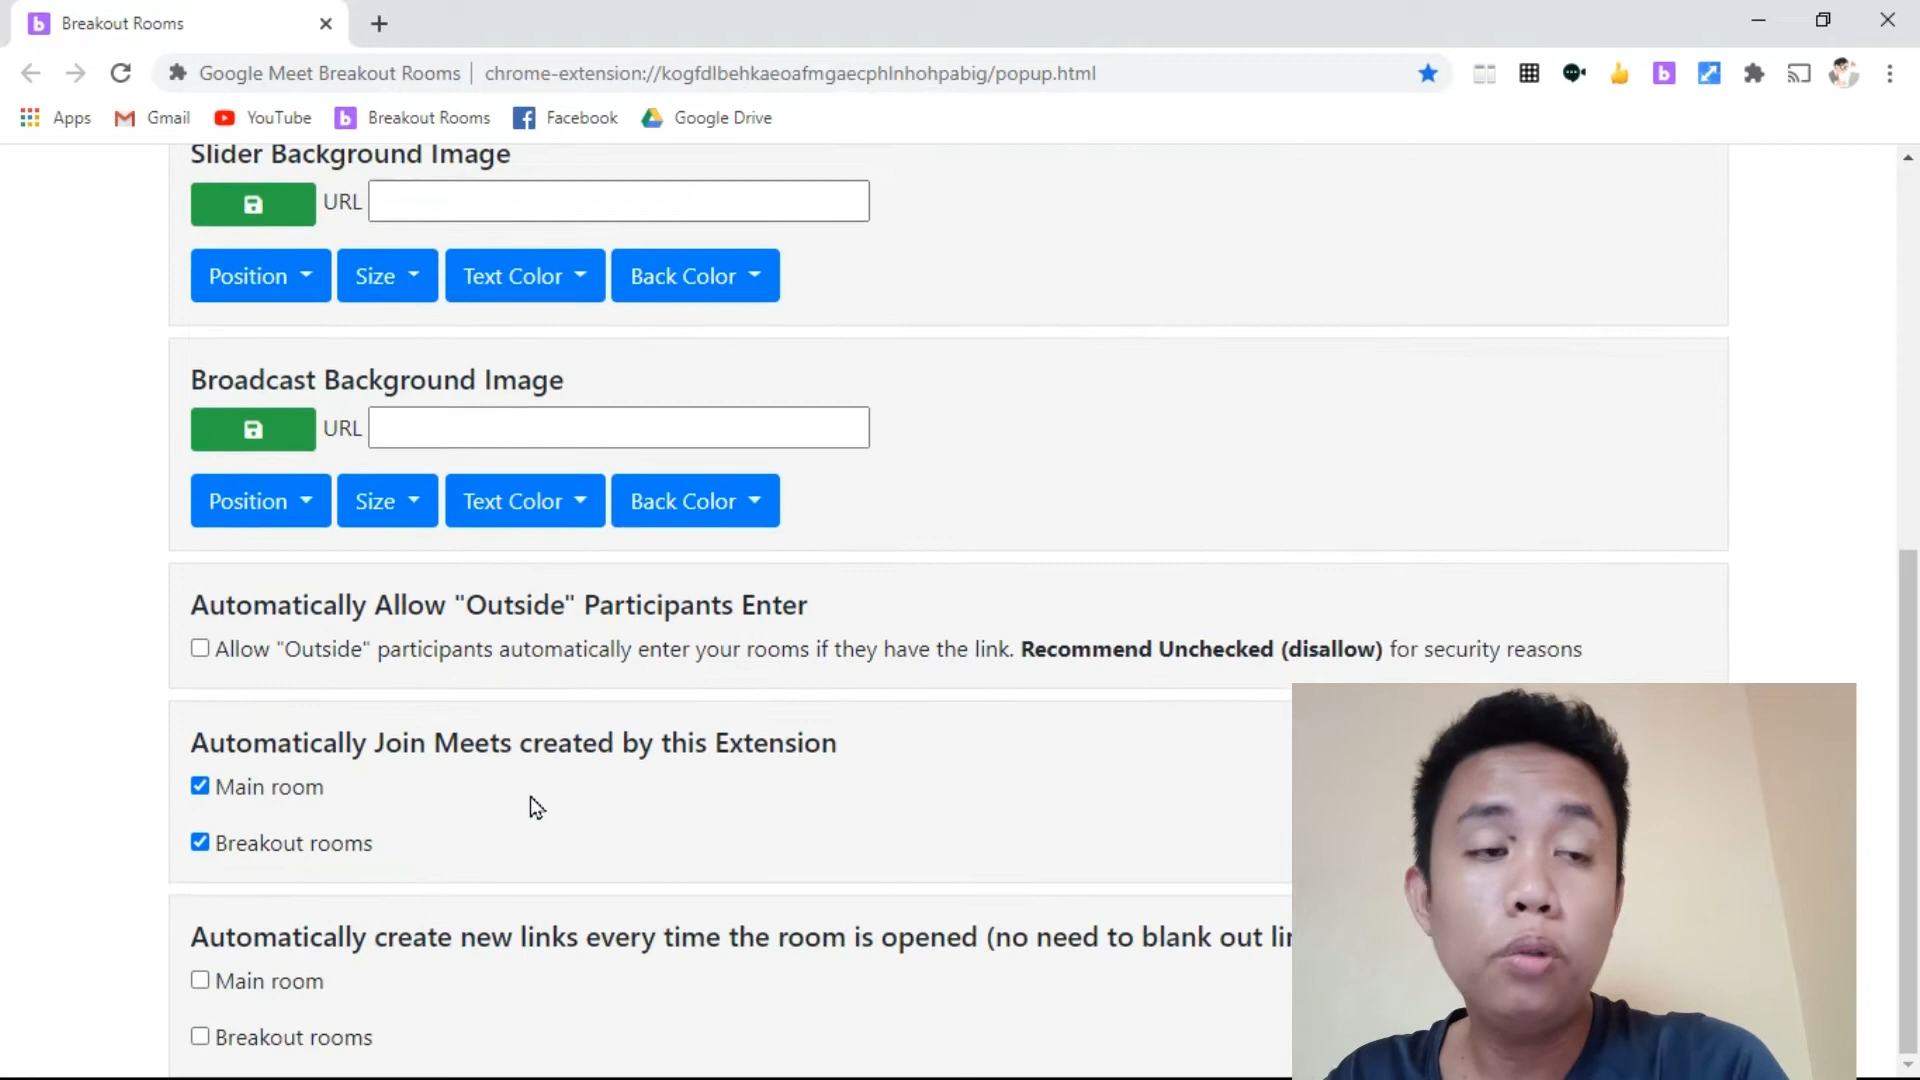 Breakout Rooms
Google Meet Breakout Rooms | chrome-extension://kogfdlbehkaeoafmgaecphlnhohpabig/popup.html
Apps Gmail YouTube Breakout Rooms Facebook Google Drive
Slider Background Image
URL
Position Size Text Color Back Color
Broadcast Background Image
URL
Position Size Text Color Back Color
Automatically Allow "Outside" Participants Enter
Allow "Outside" participants automatically enter your rooms if they have the link. Recommend Unchecked (disallow) for security reasons
Automatically Join Meets created by this Extension
Main room
Breakout rooms
Automatically create new links every time the room is opened (no need to blank out
Main room
Breakout rooms